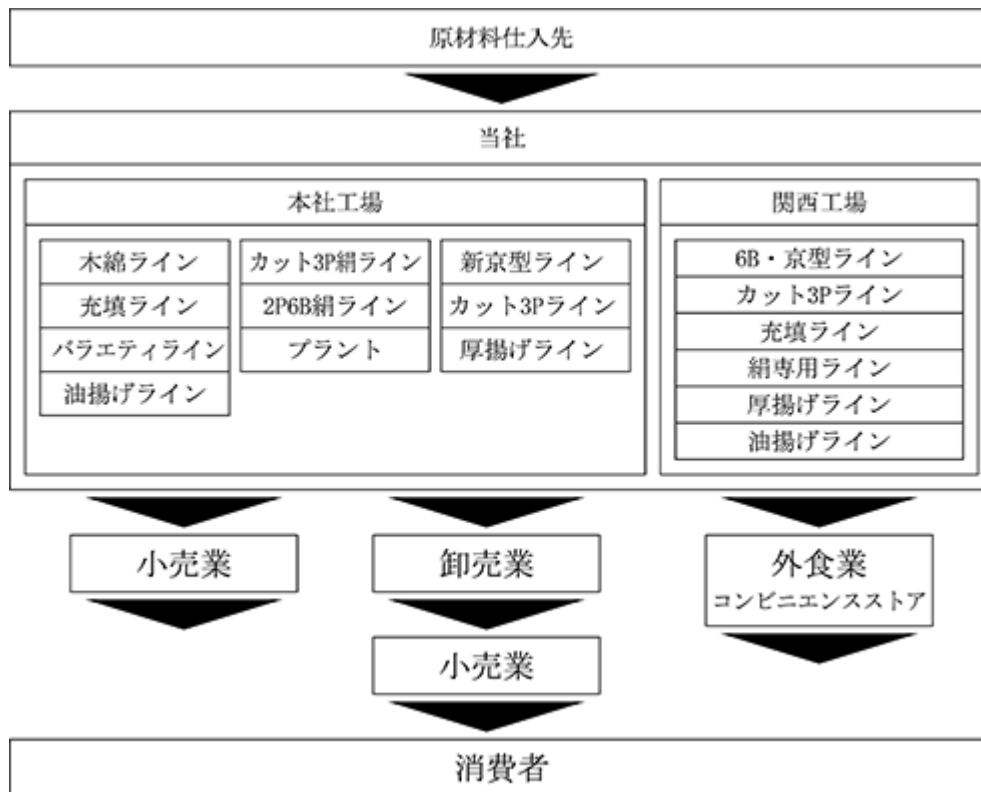 原材料仕入先
当社
本社工場
木綿ライン
充填ライン
バラエティライン
油揚げライン
カット3P絹ライン
2P6B絹ライン
プラント
新京型ライン
カット3Pライン
厚揚げライン
関西工場
6B・京型ライン
カット3Pライン
充填ライン
絹専用ライン
厚揚げライン
油揚げライン
小売業
卸売業
小売業
外食業
コンビニエンスストア
消費者